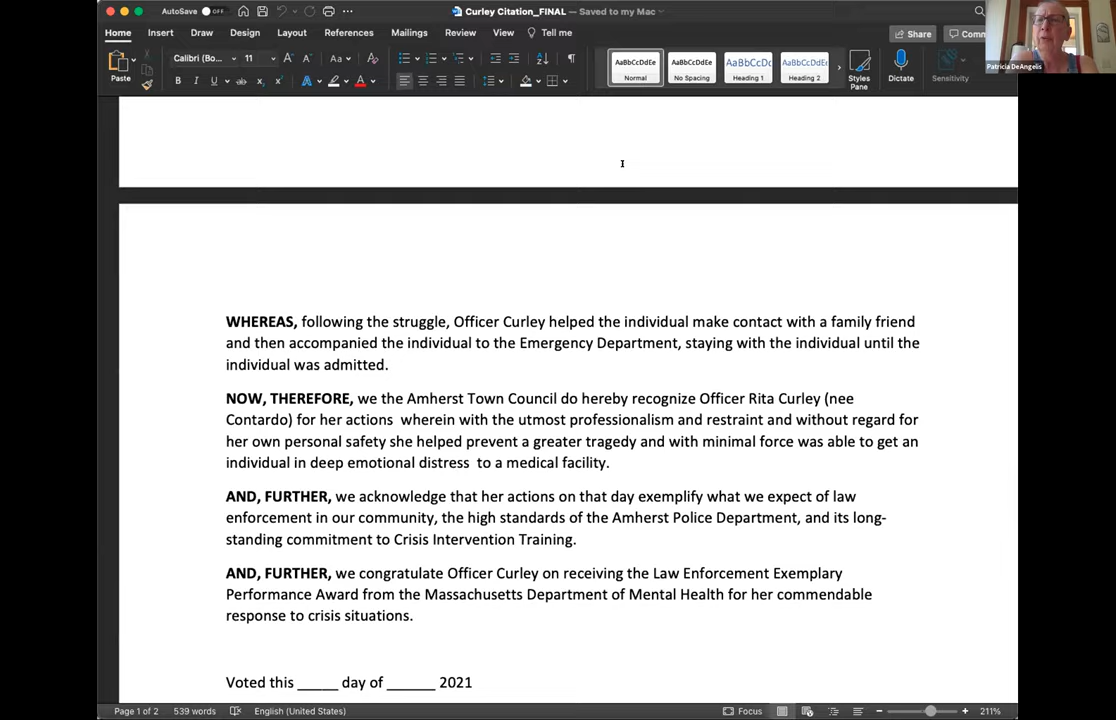 AutoSave OFF
Curley Citation_FINAL — Saved to my Mac
Home Insert Draw Design Layout References Mailings Review View Tell me
Share Comm
Patricia DeAngelis
Paste
Calibri (Bo... 11
AaBbCcDdEe AaBbCcDdEe AaBbCcDc AaBbCcDdEe
Normal No Spacing Heading 1 Heading 2
Styles Pane
Dictate
Sensitivity
WHEREAS, following the struggle, Officer Curley helped the individual make contact with a family friend
and then accompanied the individual to the Emergency Department, staying with the individual until the
individual was admitted.
NOW, THEREFORE, we the Amherst Town Council do hereby recognize Officer Rita Curley (nee
Contardo) for her actions wherein with the utmost professionalism and restraint and without regard for
her own personal safety she helped prevent a greater tragedy and with minimal force was able to get an
individual in deep emotional distress to a medical facility.
AND, FURTHER, we acknowledge that her actions on that day exemplify what we expect of law
enforcement in our community, the high standards of the Amherst Police Department, and its long-
standing commitment to Crisis Intervention Training.
AND, FURTHER, we congratulate Officer Curley on receiving the Law Enforcement Exemplary
Performance Award from the Massachusetts Department of Mental Health for her commendable
response to crisis situations.
Voted this _____ day of ______ 2021
Page 1 of 2 539 words English (United States) Focus 211%